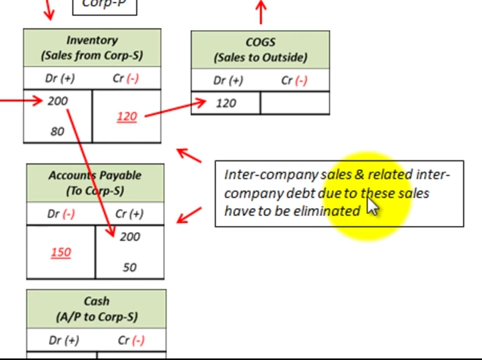 Corp-P
Inventory
(Sales from Corp-S)
Dr (+) Cr (-)
200
120
80
COGS
(Sales to Outside)
Dr (+) Cr (-)
120
Inter-company sales & related inter-
company debt due to these sales
have to be eliminated
Accounts Payable
(To Corp-S)
Dr (-) Cr (+)
200
150
50
Cash
(A/P to Corp-S)
Dr (+) Cr (-)